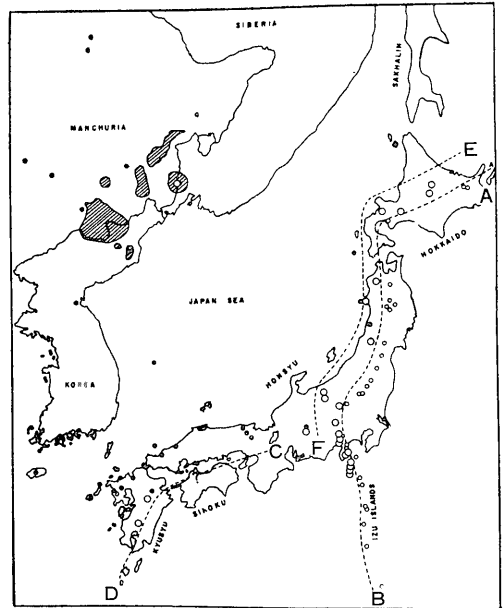 SIBERIA
SAKHALIN
MANCHURIA
E
A
HOKKAIDO
JAPAN SEA
HONSYU
KOREA
C
F
SIKOKU
KYUSYU
IZU ISLANDS
D
B